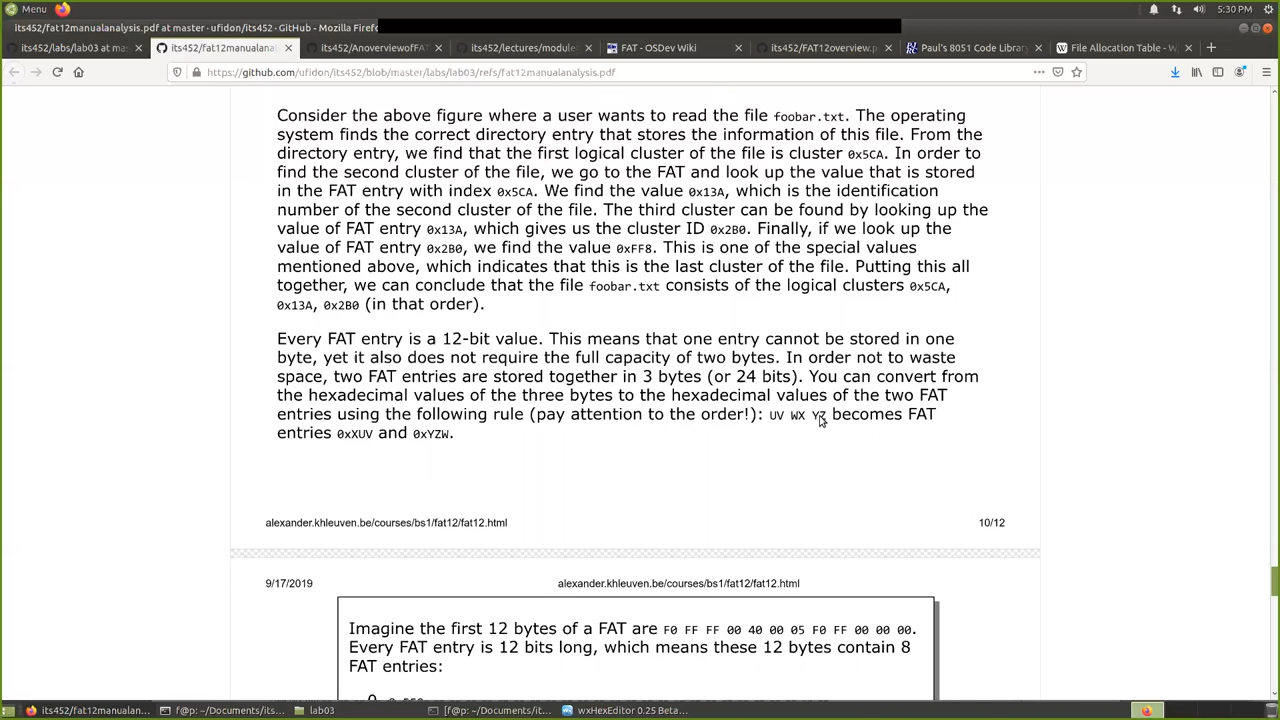 Menu
5:30 PM
its452/fat12manualanalysis.pdf at master · ufidon/its452 · GitHub - Mozilla Firefo
its452/labs/lab03 at mas
its452/fat12manualanal
its452/AnoverviewofFAT
its452/lectures/module
FAT - OSDev Wiki
its452/FAT12overview.p
Paul's 8051 Code Library
File Allocation Table - W
https://github.com/ufidon/its452/blob/master/labs/lab03/refs/fat12manualanalysis.pdf
Consider the above figure where a user wants to read the file foobar.txt. The operating
system finds the correct directory entry that stores the information of this file. From the
directory entry, we find that the first logical cluster of the file is cluster 0x5CA. In order to
find the second cluster of the file, we go to the FAT and look up the value that is stored
in the FAT entry with index 0x5CA. We find the value 0x13A, which is the identification
number of the second cluster of the file. The third cluster can be found by looking up the
value of FAT entry 0x13A, which gives us the cluster ID 0x2B0. Finally, if we look up the
value of FAT entry 0x2B0, we find the value 0xFF8. This is one of the special values
mentioned above, which indicates that this is the last cluster of the file. Putting this all
together, we can conclude that the file foobar.txt consists of the logical clusters 0x5CA,
0x13A, 0x2B0 (in that order).
Every FAT entry is a 12-bit value. This means that one entry cannot be stored in one
byte, yet it also does not require the full capacity of two bytes. In order not to waste
space, two FAT entries are stored together in 3 bytes (or 24 bits). You can convert from
the hexadecimal values of the three bytes to the hexadecimal values of the two FAT
entries using the following rule (pay attention to the order!): UV WX YZ becomes FAT
entries 0xXUV and 0xYZW.
alexander.khleuven.be/courses/bs1/fat12/fat12.html
10/12
9/17/2019
alexander.khleuven.be/courses/bs1/fat12/fat12.html
Imagine the first 12 bytes of a FAT are F0 FF FF 00 40 00 05 F0 FF 00 00 00.
Every FAT entry is 12 bits long, which means these 12 bytes contain 8
FAT entries:
its452/fat12manualan...
f@p: ~/Documents/its...
lab03
[f@p: ~/Documents/it...
wxHexEditor 0.25 Beta...